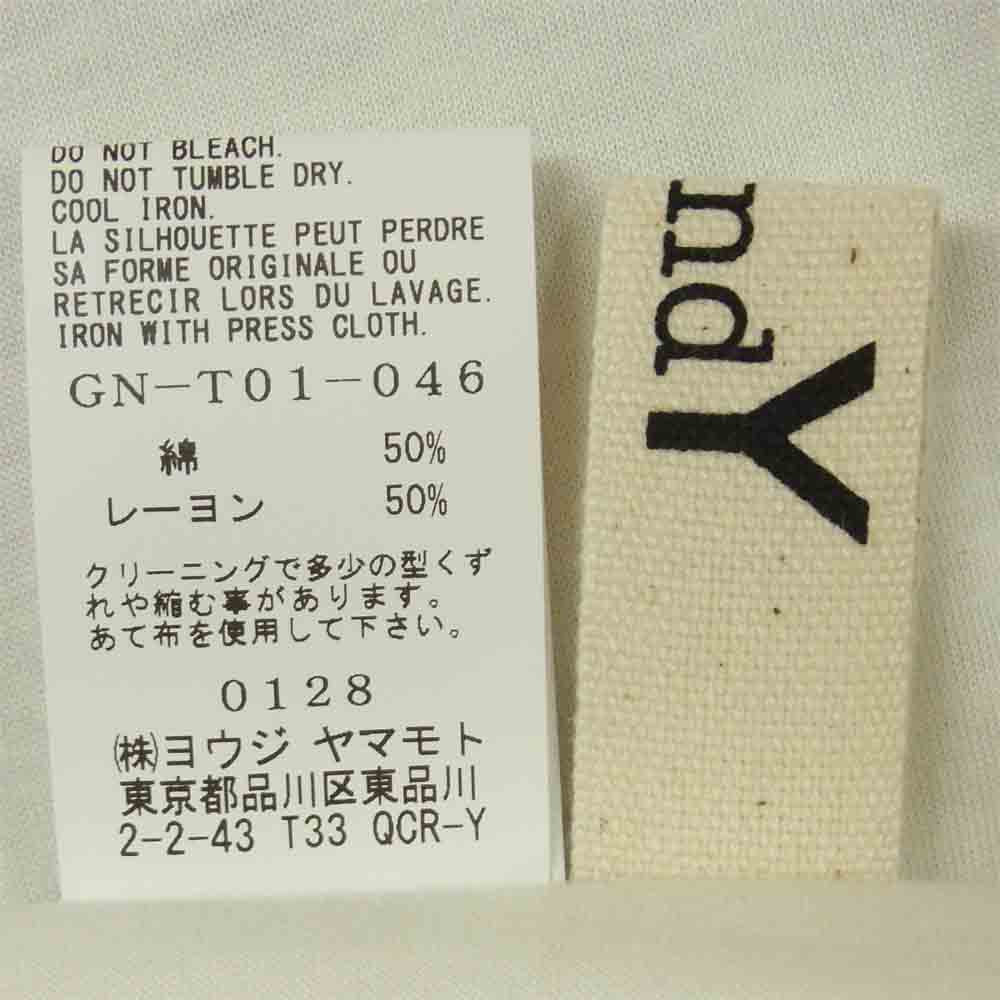 DO NOT BLEACH.
DO NOT TUMBLE DRY.
COOL IRON.
LA SILHOUETTE PEUT PERDRE
SA FORME ORIGINALE OU
RETRECIR LORS DU LAVAGE.
IRON WITH PRESS CLOTH.
GN-T01-046
綿 50%
レーヨン 50%
クリーニングで多少の型くず
れや縮む事があります。
あて布を使用して下さい。
0128
㈱ヨウジ ヤマモト
東京都品川区東品川
2-2-43 T33 QCR-Y
nd
Y